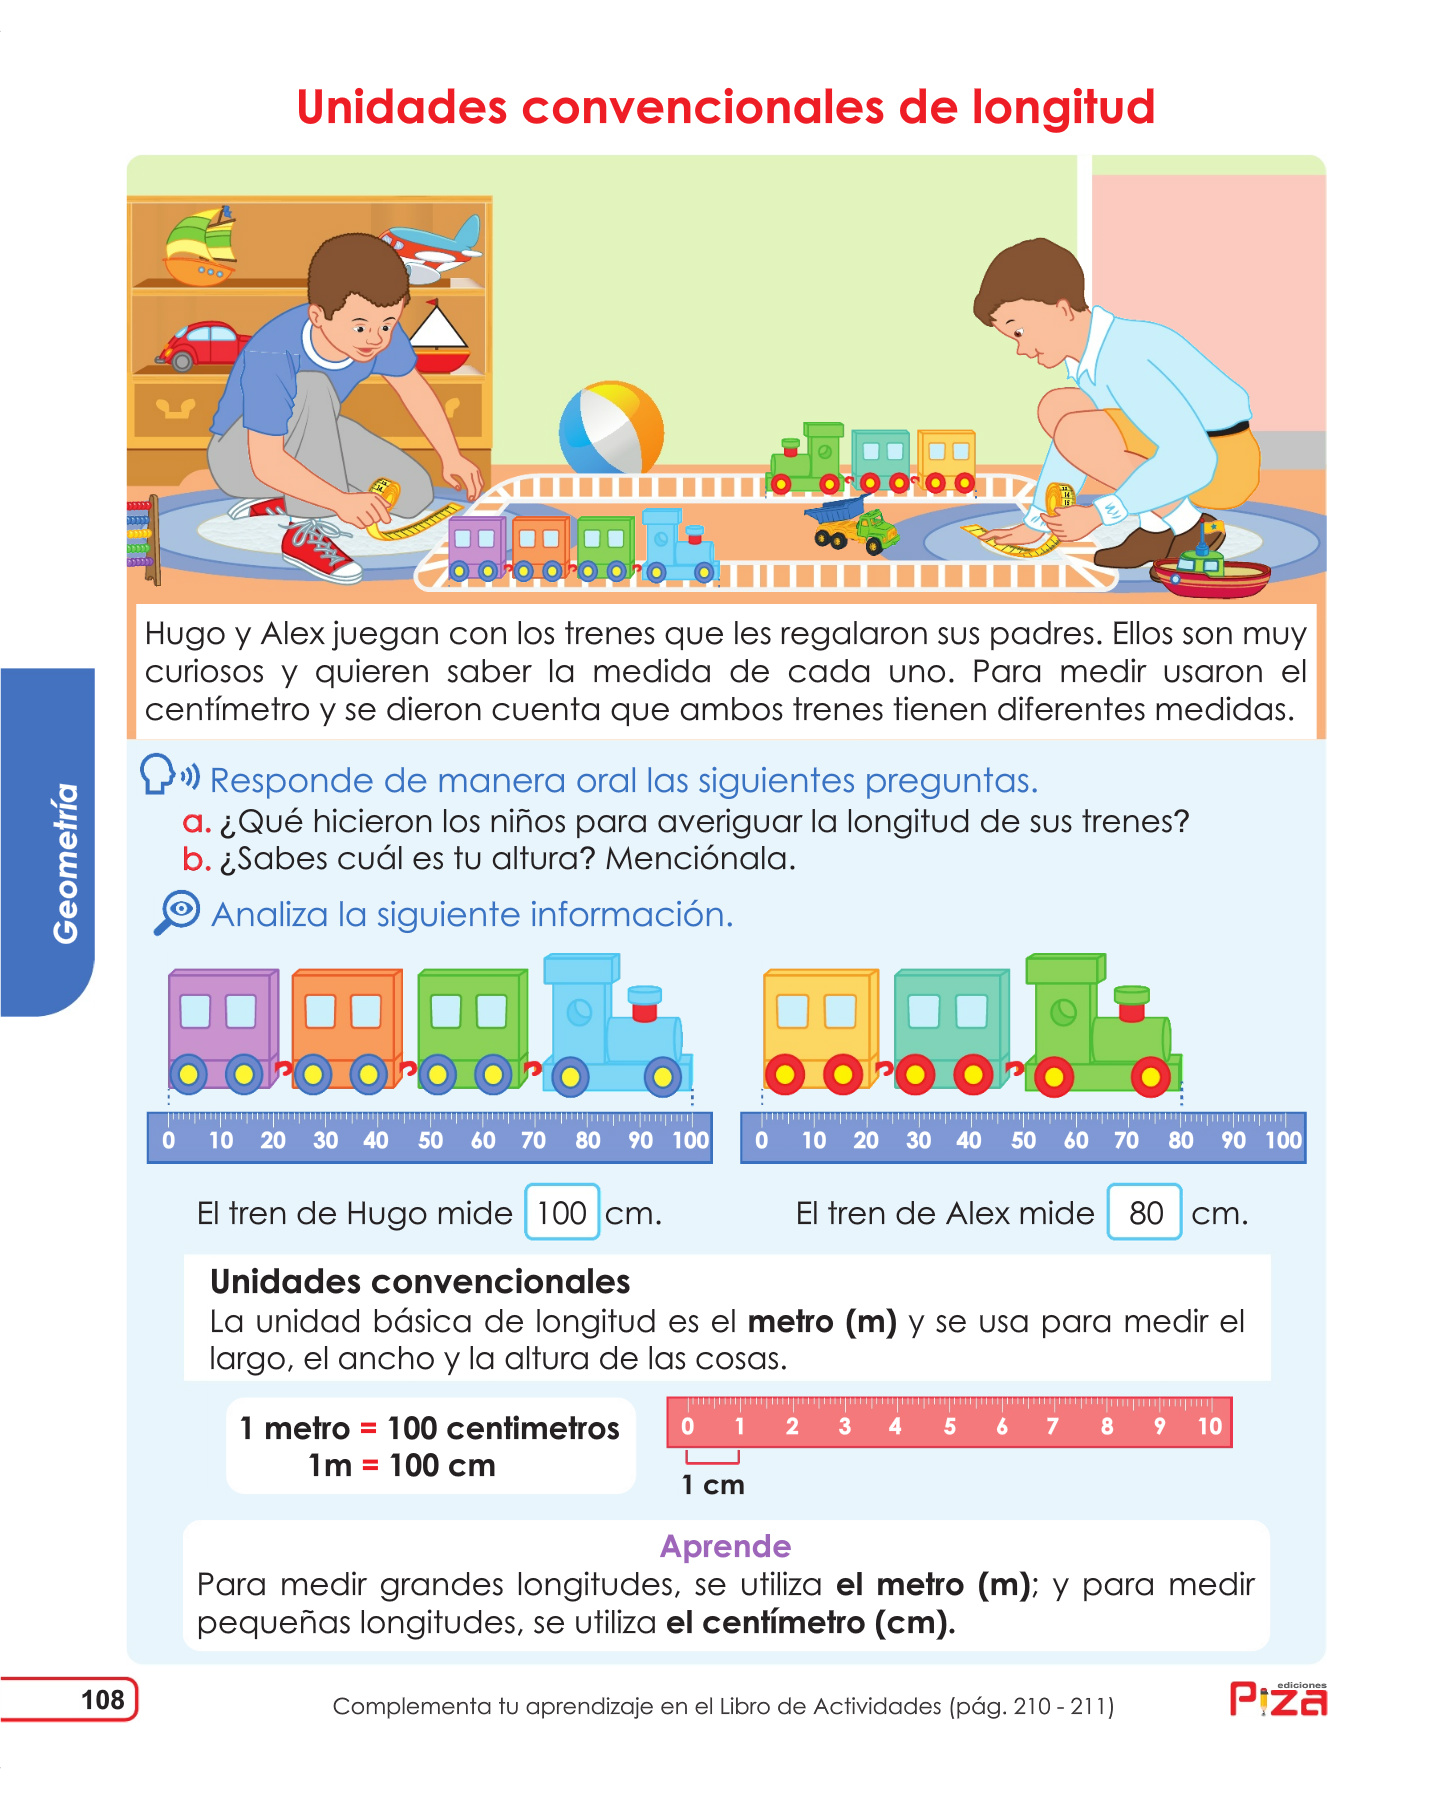 Unidades convencionales de longitud
Hugo y Alex juegan con los trenes que les regalaron sus padres. Ellos son muy
curiosos y quieren saber la medida de cada uno. Para medir usaron el
centímetro y se dieron cuenta que ambos trenes tienen diferentes medidas.
Geometría
Responde de manera oral las siguientes preguntas.
a. ¿Qué hicieron los niños para averiguar la longitud de sus trenes?
b. ¿Sabes cuál es tu altura? Menciónala.
Analiza la siguiente información.
0 10 20 30 40 50 60 70 80 90 100
0 10 20 30 40 50 60 70 80 90 100
El tren de Hugo mide 100 cm.
El tren de Alex mide 80 cm.
Unidades convencionales
La unidad básica de longitud es el metro (m) y se usa para medir el
largo, el ancho y la altura de las cosas.
1 metro = 100 centimetros
1m = 100 cm
0 1 2 3 4 5 6 7 8 9 10
1 cm
Aprende
Para medir grandes longitudes, se utiliza el metro (m); y para medir
pequeñas longitudes, se utiliza el centímetro (cm).
108
Complementa tu aprendizaje en el Libro de Actividades (pág. 210 - 211)
ediciones
Piza